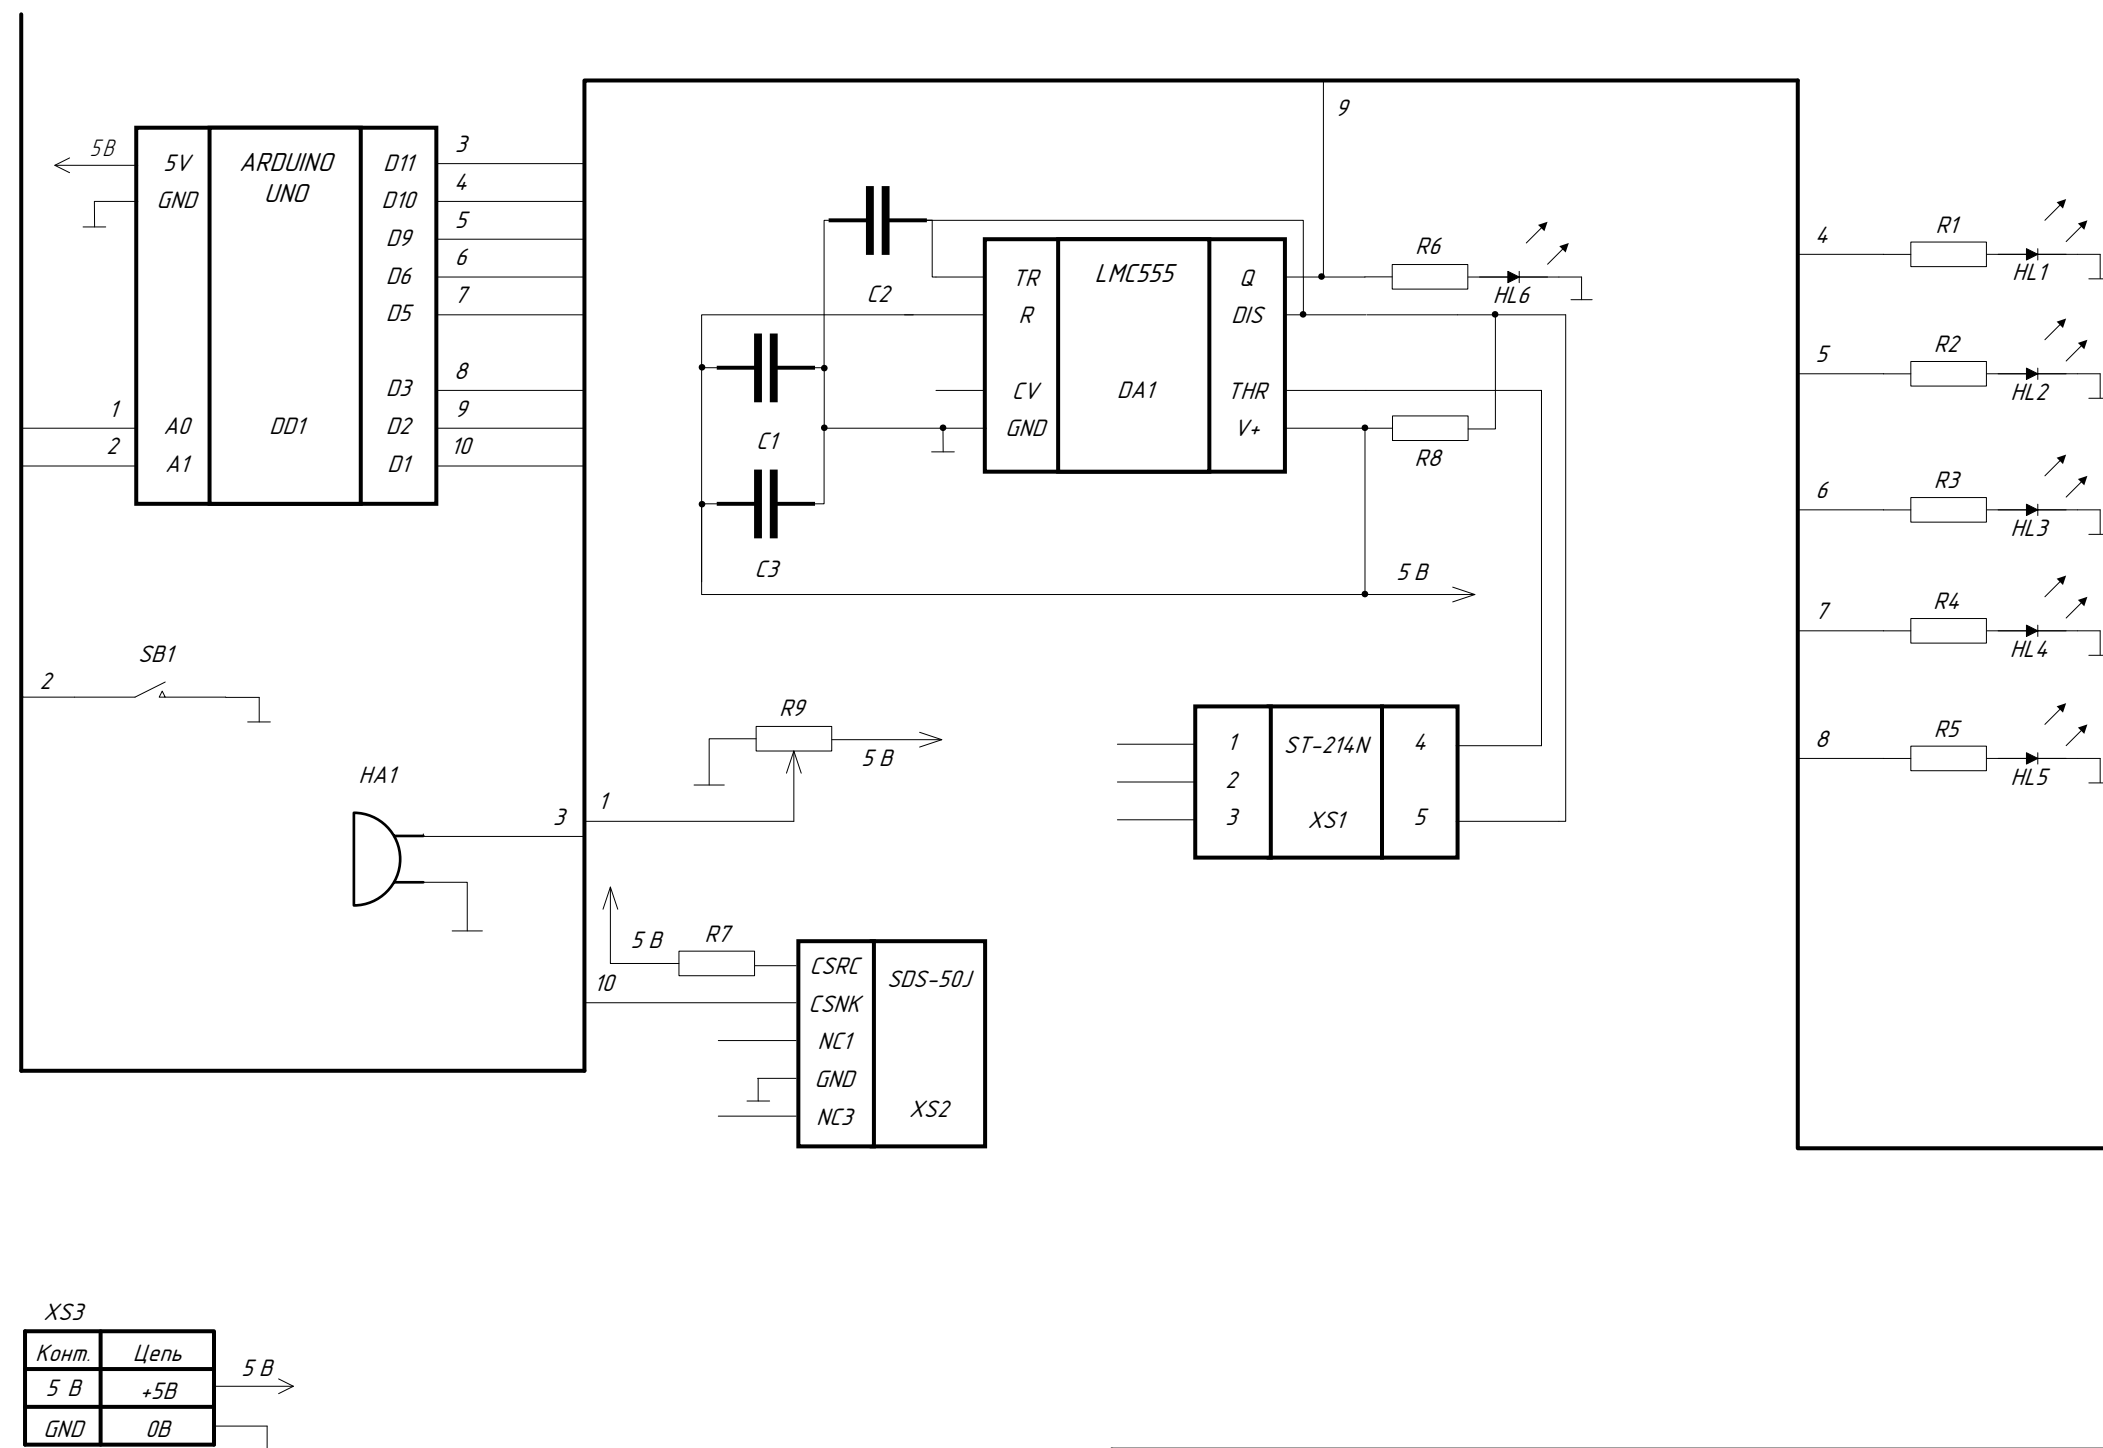 9
3
5В
5V
ARDUINO
D11
UNO
GND
D10
4
D9
5
D6
6
D5
7
D3
8
1
A0
DD1
D2
9
2
A1
D1
10
C2
TR
LMC555
Q
R
DIS
CV
DA1
THR
GND
V+
R6
HL6
R8
C1
C3
5 В
4
R1
HL1
5
R2
HL2
6
R3
HL3
7
R4
HL4
8
R5
HL5
SB1
2
HA1
3
R9
5 В
1
1
ST-214N
4
2
3
XS1
5
5 В
R7
10
CSRC
SDS-50J
CSNK
NC1
GND
NC3
XS2
XS3
Конт.
Цепь
5 В
+5В
5 В
GND
0В